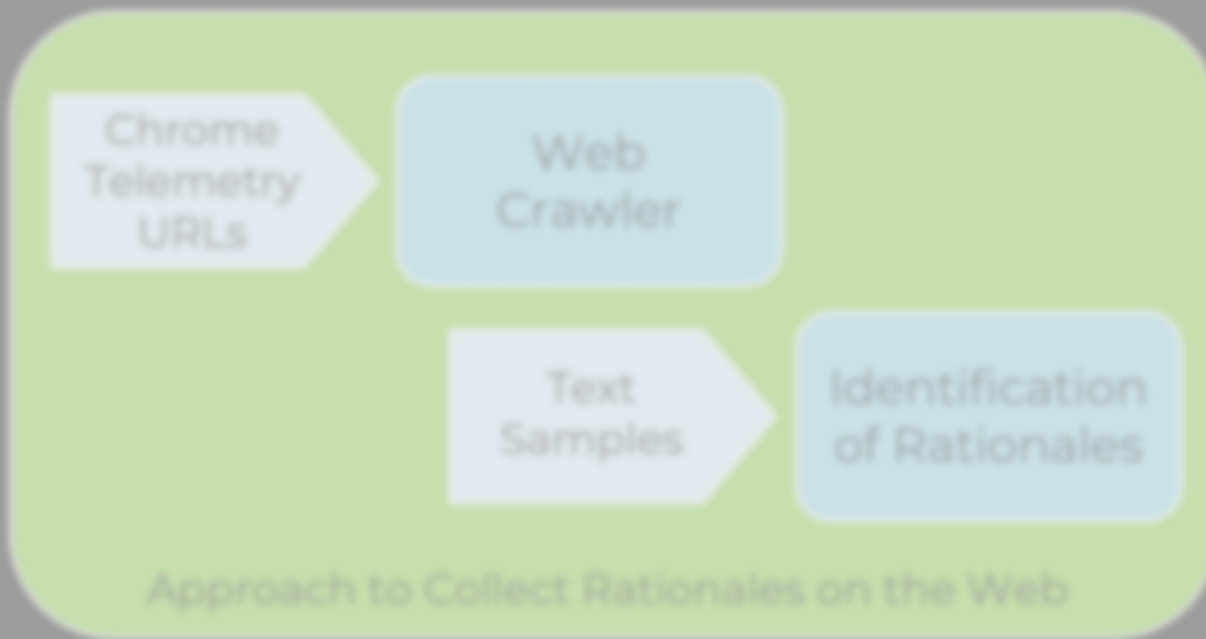 Chrome
Telemetry
URLs
Web
Crawler
Text
Samples
Identification
of Rationales
Approach to Collect Rationales on the Web